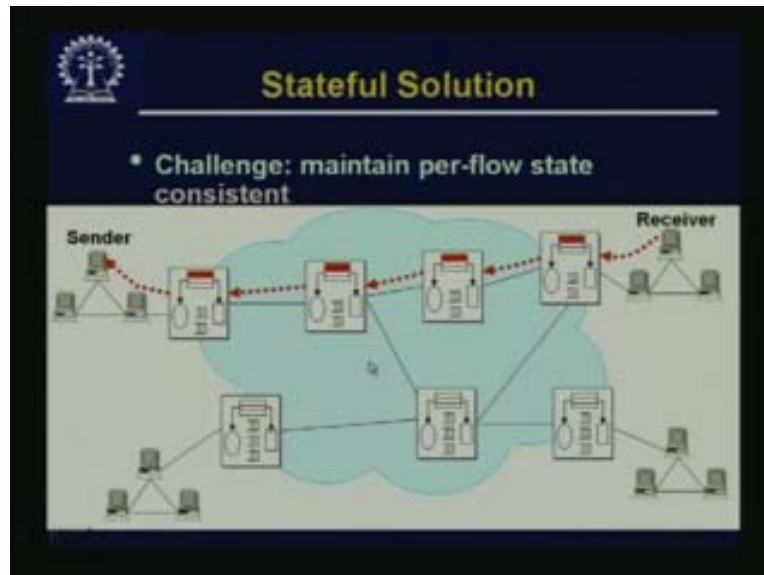 Stateful Solution
• Challenge: maintain per-flow state
consistent
Sender
Receiver